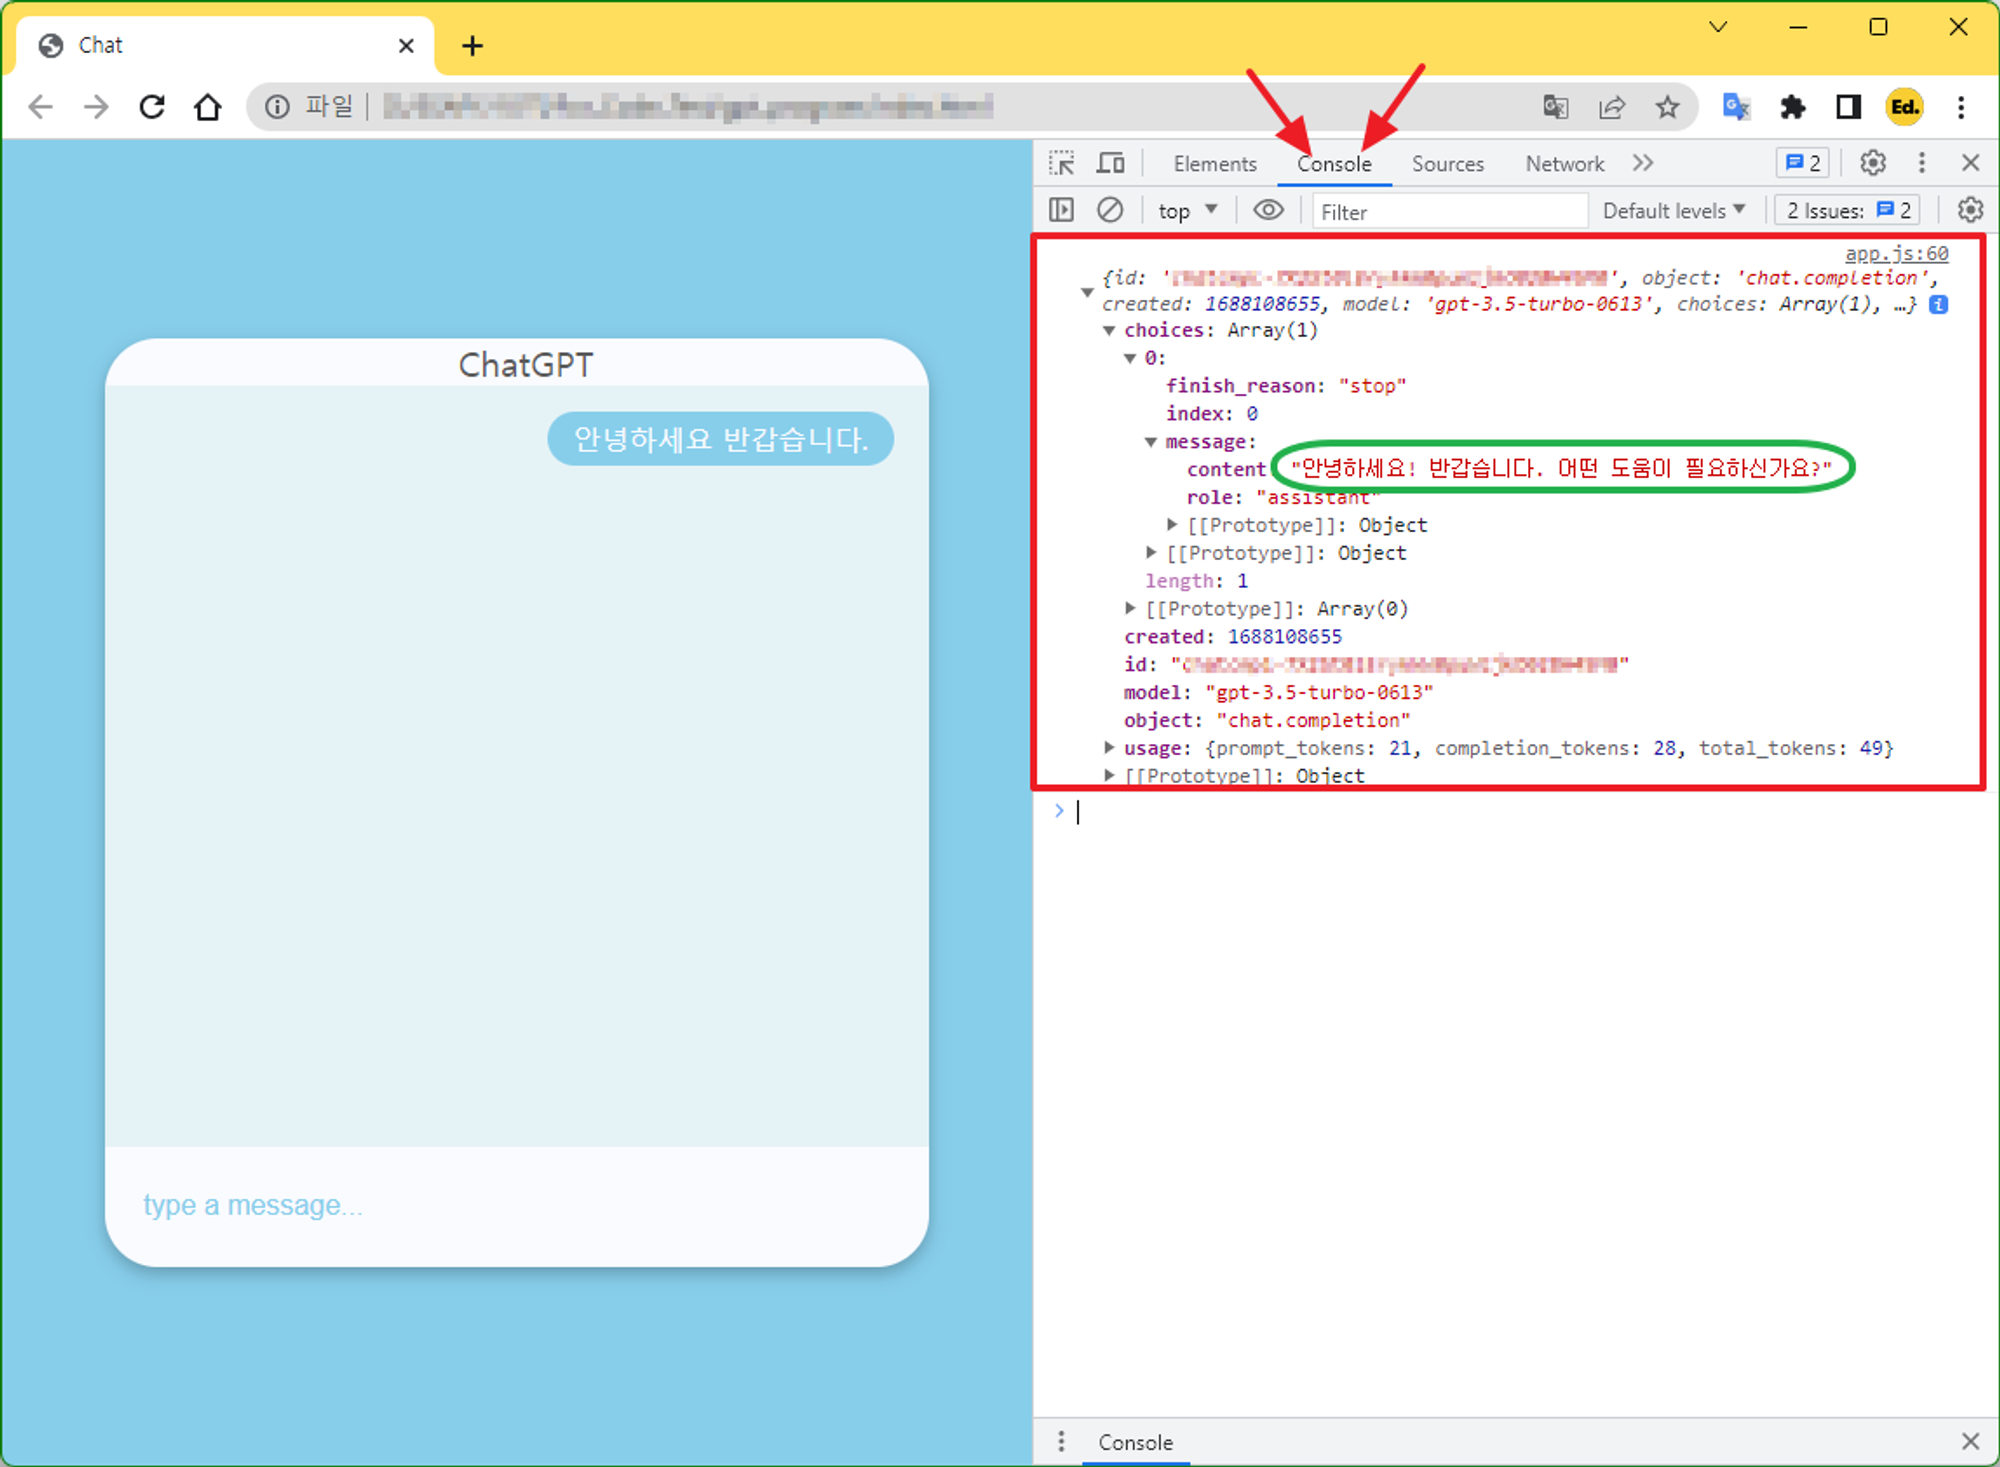 Chat
파일
Ed.
Elements Console Sources Network 2
top Filter Default levels 2 Issues: 2
app.js:60
{id: ' ', object: 'chat.completion',
created: 1688108655, model: 'gpt-3.5-turbo-0613', choices: Array(1), …}
choices: Array(1)
0:
finish_reason: "stop"
index: 0
message:
content "안녕하세요! 반갑습니다. 어떤 도움이 필요하신가요?"
role: "assistant"
[[Prototype]]: Object
[[Prototype]]: Object
length: 1
[[Prototype]]: Array(0)
created: 1688108655
id: " "
model: "gpt-3.5-turbo-0613"
object: "chat.completion"
usage: {prompt_tokens: 21, completion_tokens: 28, total_tokens: 49}
[[Prototype]]: Object
ChatGPT
안녕하세요 반갑습니다.
type a message...
Console